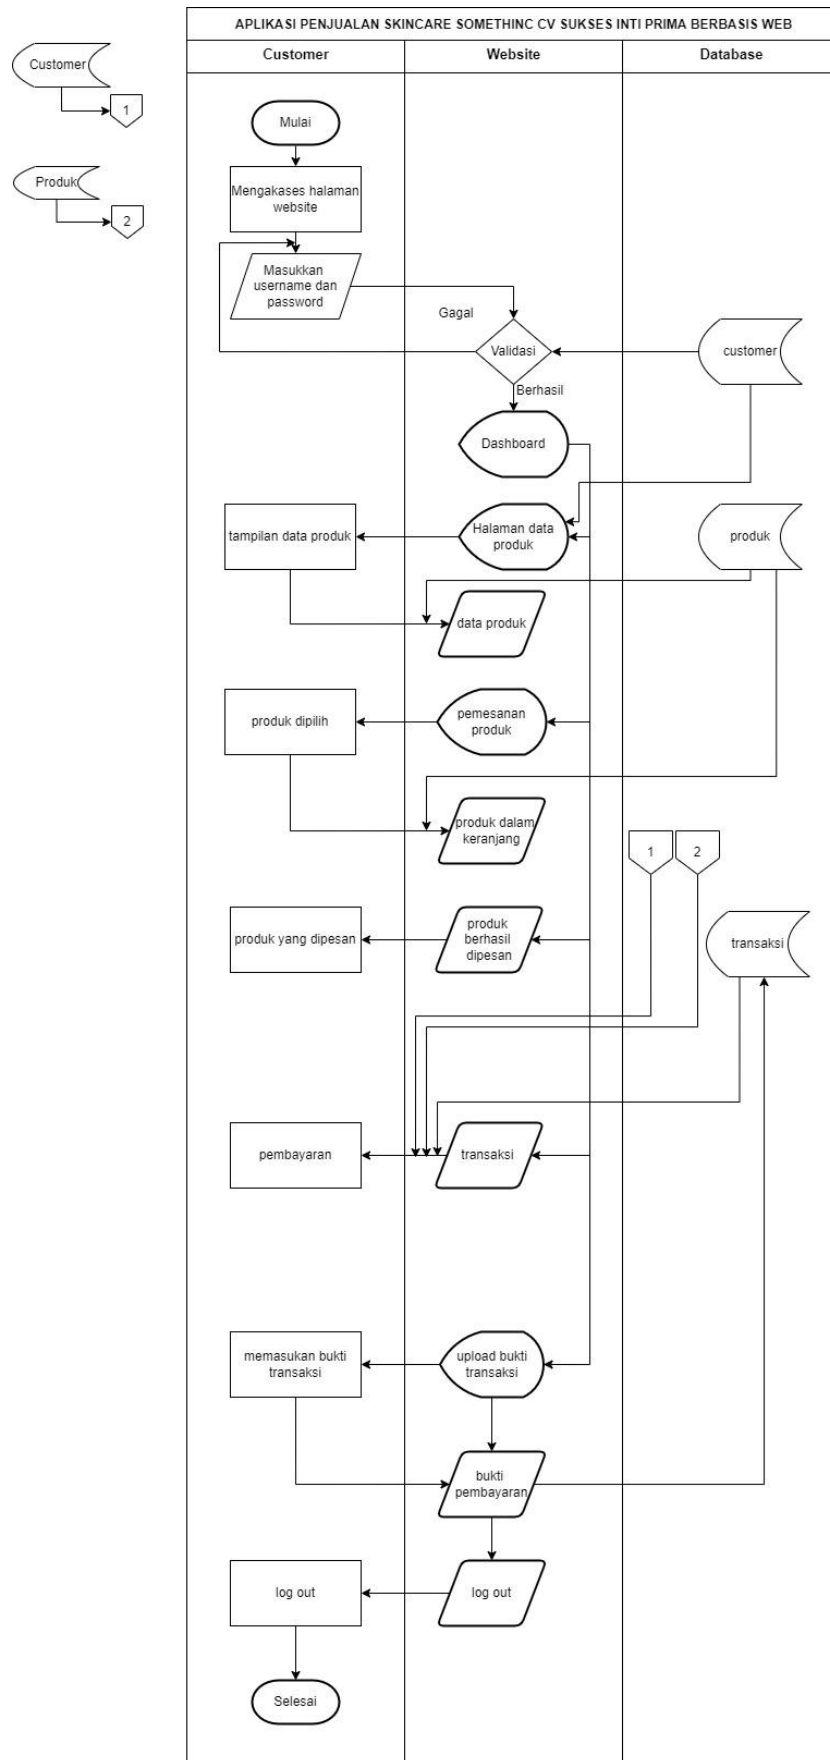 APLIKASI PENJUALAN SKINCARE SOMETHINC CV SUKSES INTI PRIMA BERBASIS WEB
Customer
Website
Database
Customer
1
Produk
2
Mulai
Mengakases halaman
website
Masukkan
username dan
password
Gagal
Validasi
customer
Berhasil
Dashboard
tampilan data produk
Halaman data
produk
produk
data produk
produk dipilih
pemesanan
produk
produk dalam
keranjang
1
2
produk yang dipesan
produk
berhasil
dipesan
transaksi
pembayaran
transaksi
memasukan bukti
transaksi
upload bukti
transaksi
bukti
pembayaran
log out
log out
Selesai